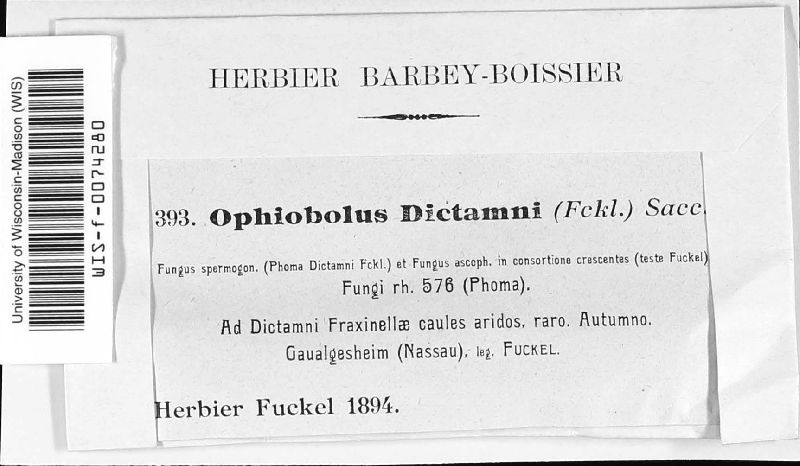 HERBIER BARBEY-BOISSIER
393. Ophiobolus Dictamni (Fckl.) Sacc.
Fungus spermogon. (Phoma Dictamni Fckl.) et Fungus ascoph. in consortione crescentes (teste Fuckel)
Fungi rh. 576 (Phoma).
Ad Dictamni Fraxinellæ caules aridos, raro. Autumno.
Gaualgesheim (Nassau), leg. FUCKEL.
Herbier Fuckel 1894.
University of Wisconsin-Madison (WIS)
WIS-f-0074280